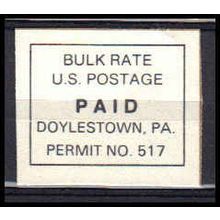 BULK RATE
U.S. POSTAGE
PAID
DOYLESTOWN, PA.
PERMIT NO. 517